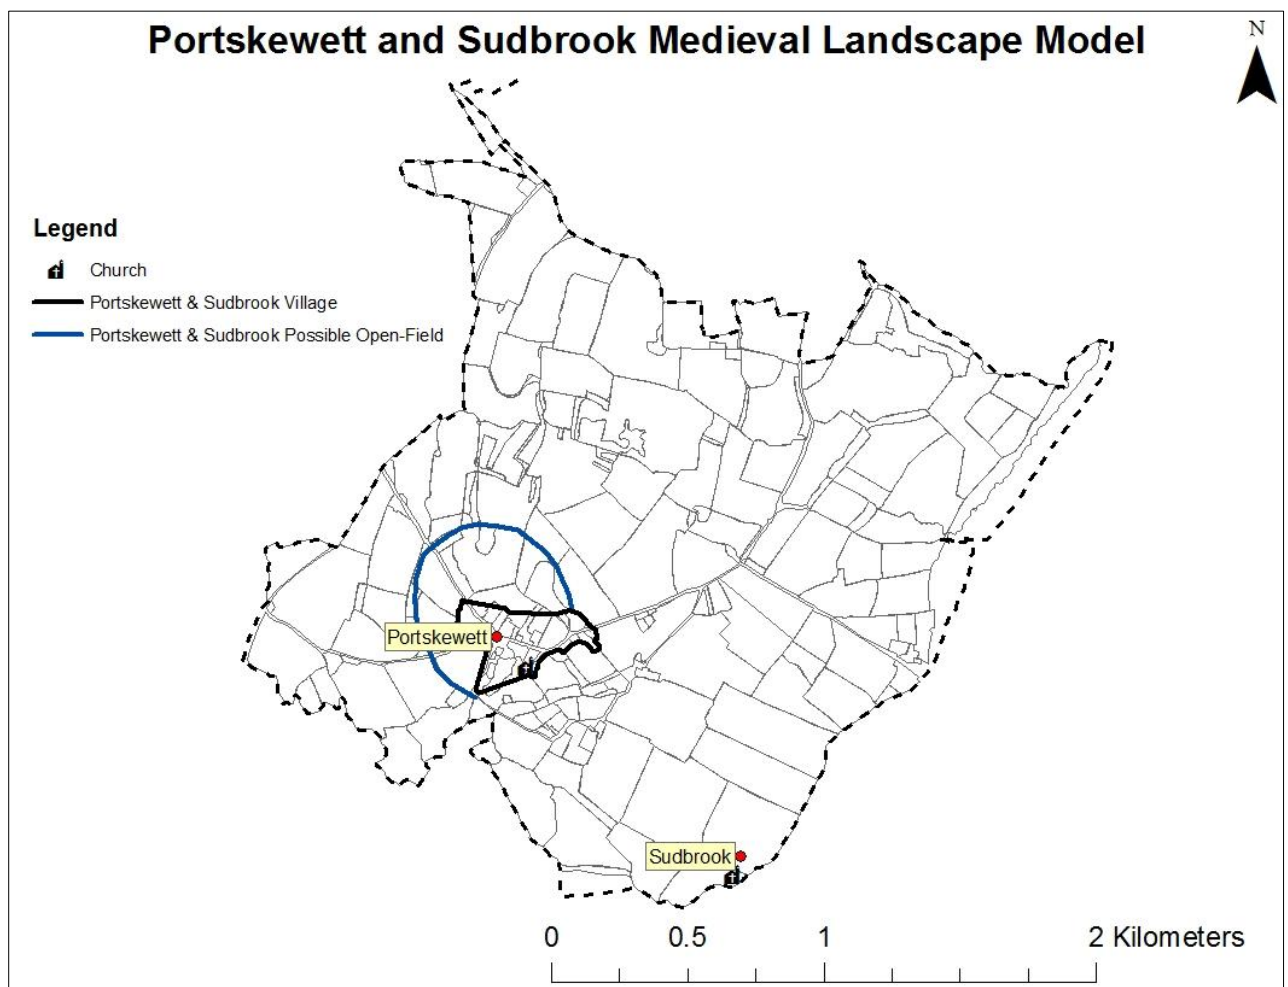 Portskewett and Sudbrook Medieval Landscape Model
N
Legend
Church
Portskewett & Sudbrook Village
Portskewett & Sudbrook Possible Open-Field
Portskewett
Sudbrook
0 0.5 1 2 Kilometers